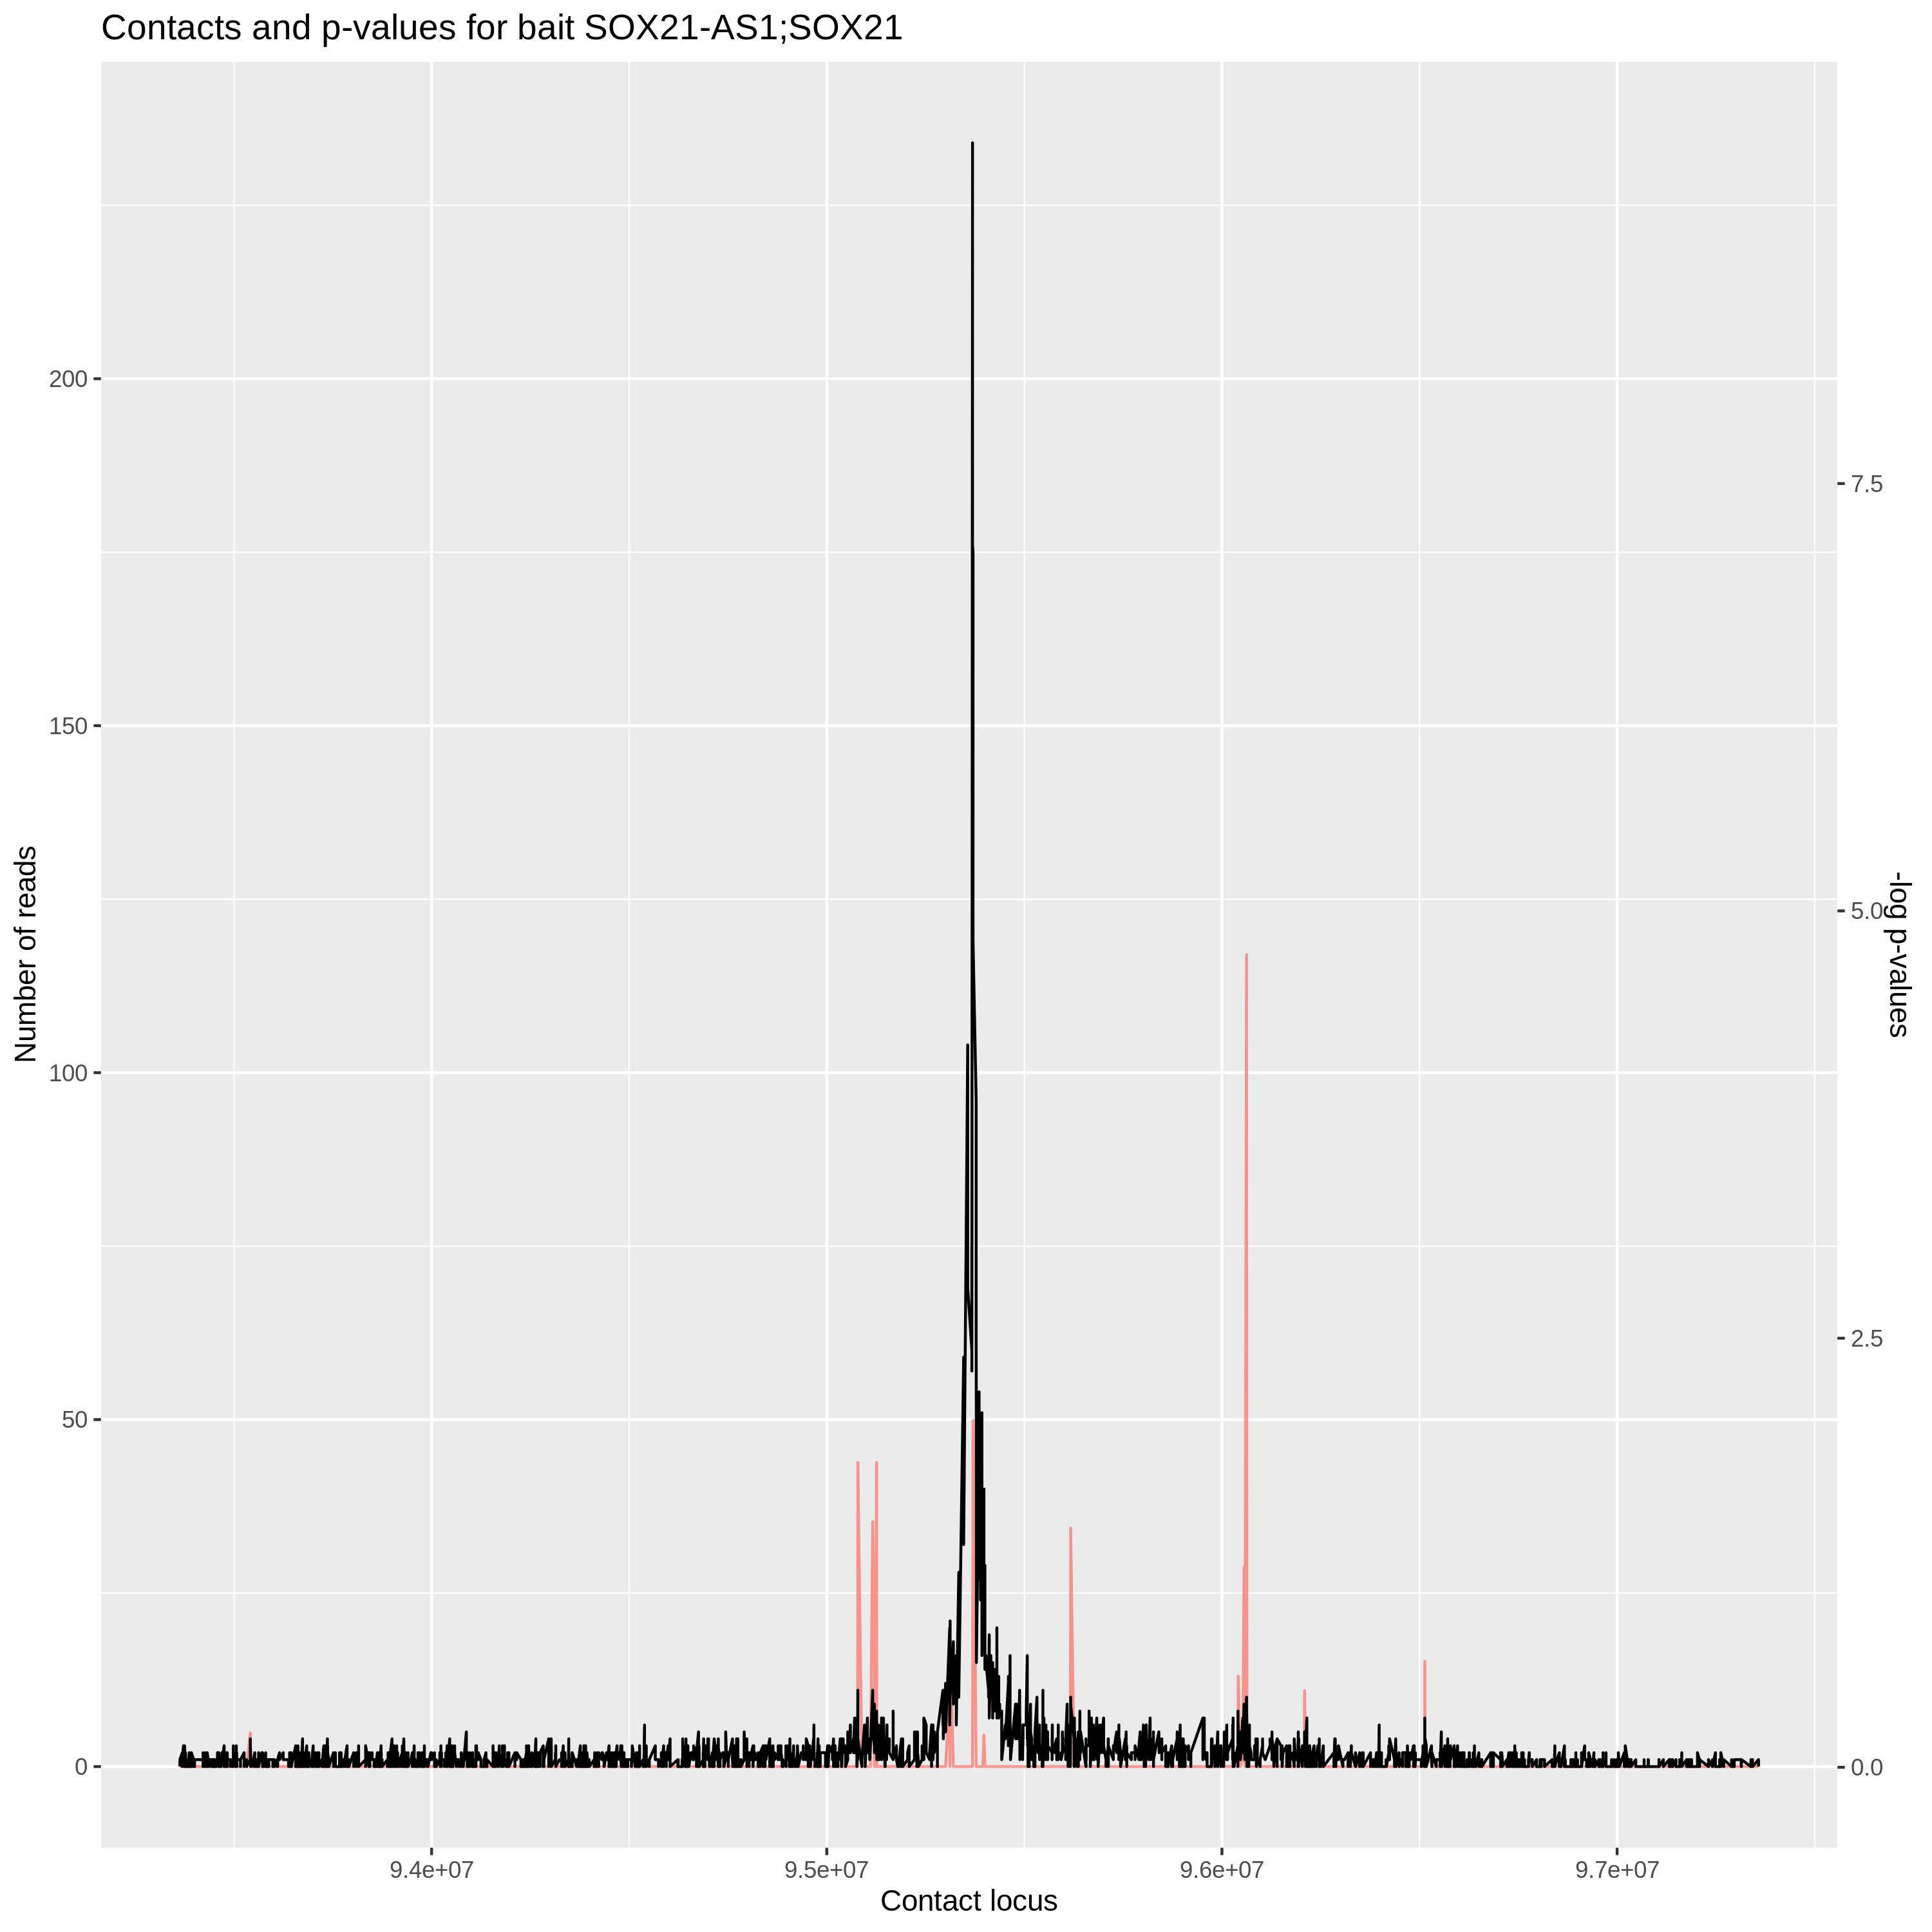 Contacts and p-values for bait SOX21-AS1;SOX21
Number of reads
200
150
100
50
0
7.5
5.0
2.5
0.0
-log p-values
9.4e+07 9.5e+07 9.6e+07 9.7e+07
Contact locus